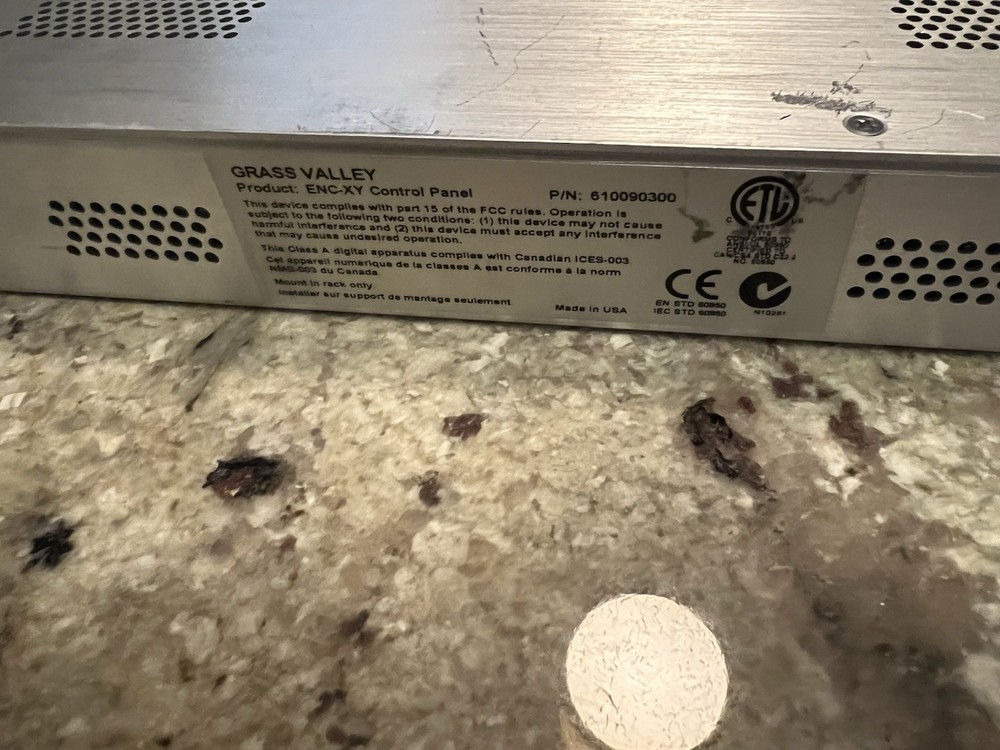 GRASS VALLEY
Product: ENC-XY Control Panel
P/N: 610090300
This device complies with part 15 of the FCC rules. Operation is
subject to the following two conditions: (1) this device may not cause
harmful interference and (2) this device must accept any interference
that may cause undesired operation.
This Class A digital apparatus complies with Canadian ICES-003
Cet appareil numarique de la classes A est conforme à la norm
NMB-003 du Canada
Mount in rack only
Installer sur support de mantage seulement
Made in USA
ETL
CE
EN STD 60950
IEC STD 60950
N10281